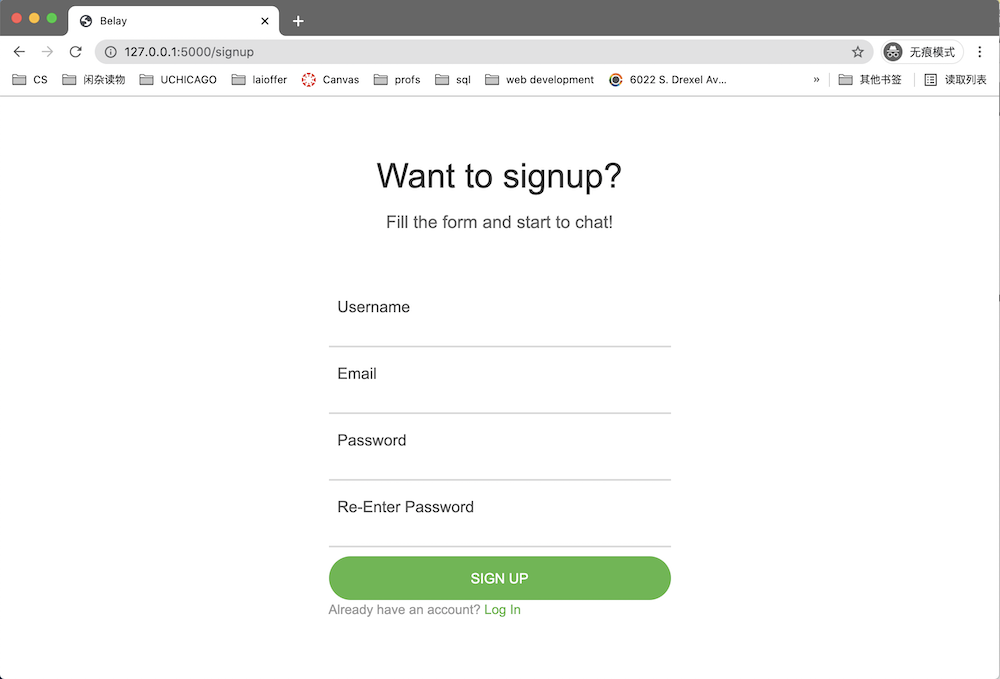 Belay
127.0.0.1:5000/signup
无痕模式
CS 闲杂读物 UCHICAGO laioffer Canvas profs sql web development 6022 S. Drexel Av... » 其他书签 读取列表
Want to signup?
Fill the form and start to chat!
Username
Email
Password
Re-Enter Password
SIGN UP
Already have an account? Log In